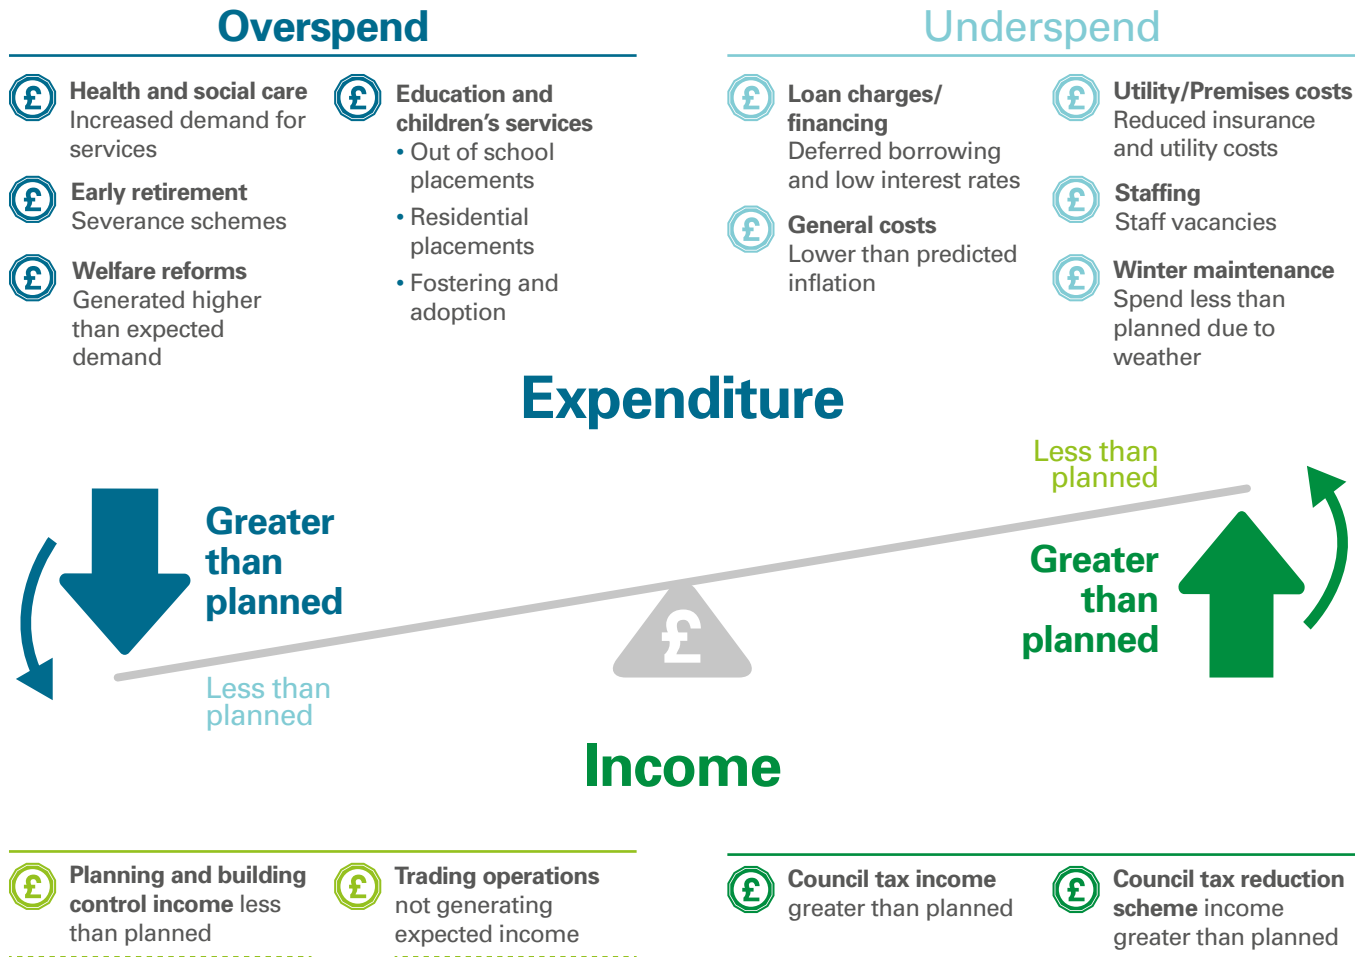 Overspend
Health and social care
Increased demand for
services
Early retirement
Severance schemes
Welfare reforms
Generated higher
than expected
demand
Education and
children's services
• Out of school
placements
• Residential
placements
• Fostering and
adoption
Underspend
Loan charges/
financing
Deferred borrowing
and low interest rates
General costs
Lower than predicted
inflation
Utility/Premises costs
Reduced insurance
and utility costs
Staffing
Staff vacancies
Winter maintenance
Spend less than
planned due to
weather
Expenditure
Greater
than
planned
Less than
planned
£
Less than
planned
Greater
than
planned
Income
Planning and building
control income less
than planned
Trading operations
not generating
expected income
Council tax income
greater than planned
Council tax reduction
scheme income
greater than planned